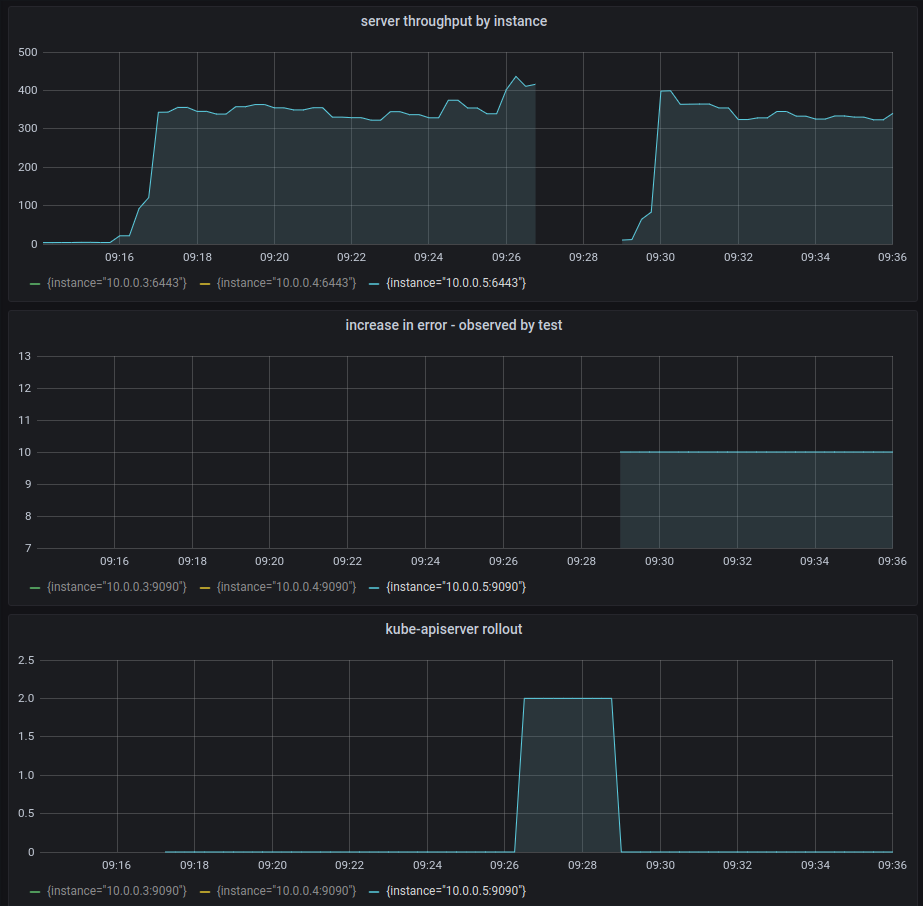 server throughput by instance
500
400
300
200
100
0
09:16 09:18 09:20 09:22 09:24 09:26 09:28 09:30 09:32 09:34 09:36
{instance="10.0.0.3:6443"} {instance="10.0.0.4:6443"} {instance="10.0.0.5:6443"}
increase in error - observed by test
13
12
11
10
9
8
7
09:16 09:18 09:20 09:22 09:24 09:26 09:28 09:30 09:32 09:34 09:36
{instance="10.0.0.3:9090"} {instance="10.0.0.4:9090"} {instance="10.0.0.5:9090"}
kube-apiserver rollout
2.5
2.0
1.5
1.0
0.5
0
09:16 09:18 09:20 09:22 09:24 09:26 09:28 09:30 09:32 09:34 09:36
{instance="10.0.0.3:9090"} {instance="10.0.0.4:9090"} {instance="10.0.0.5:9090"}